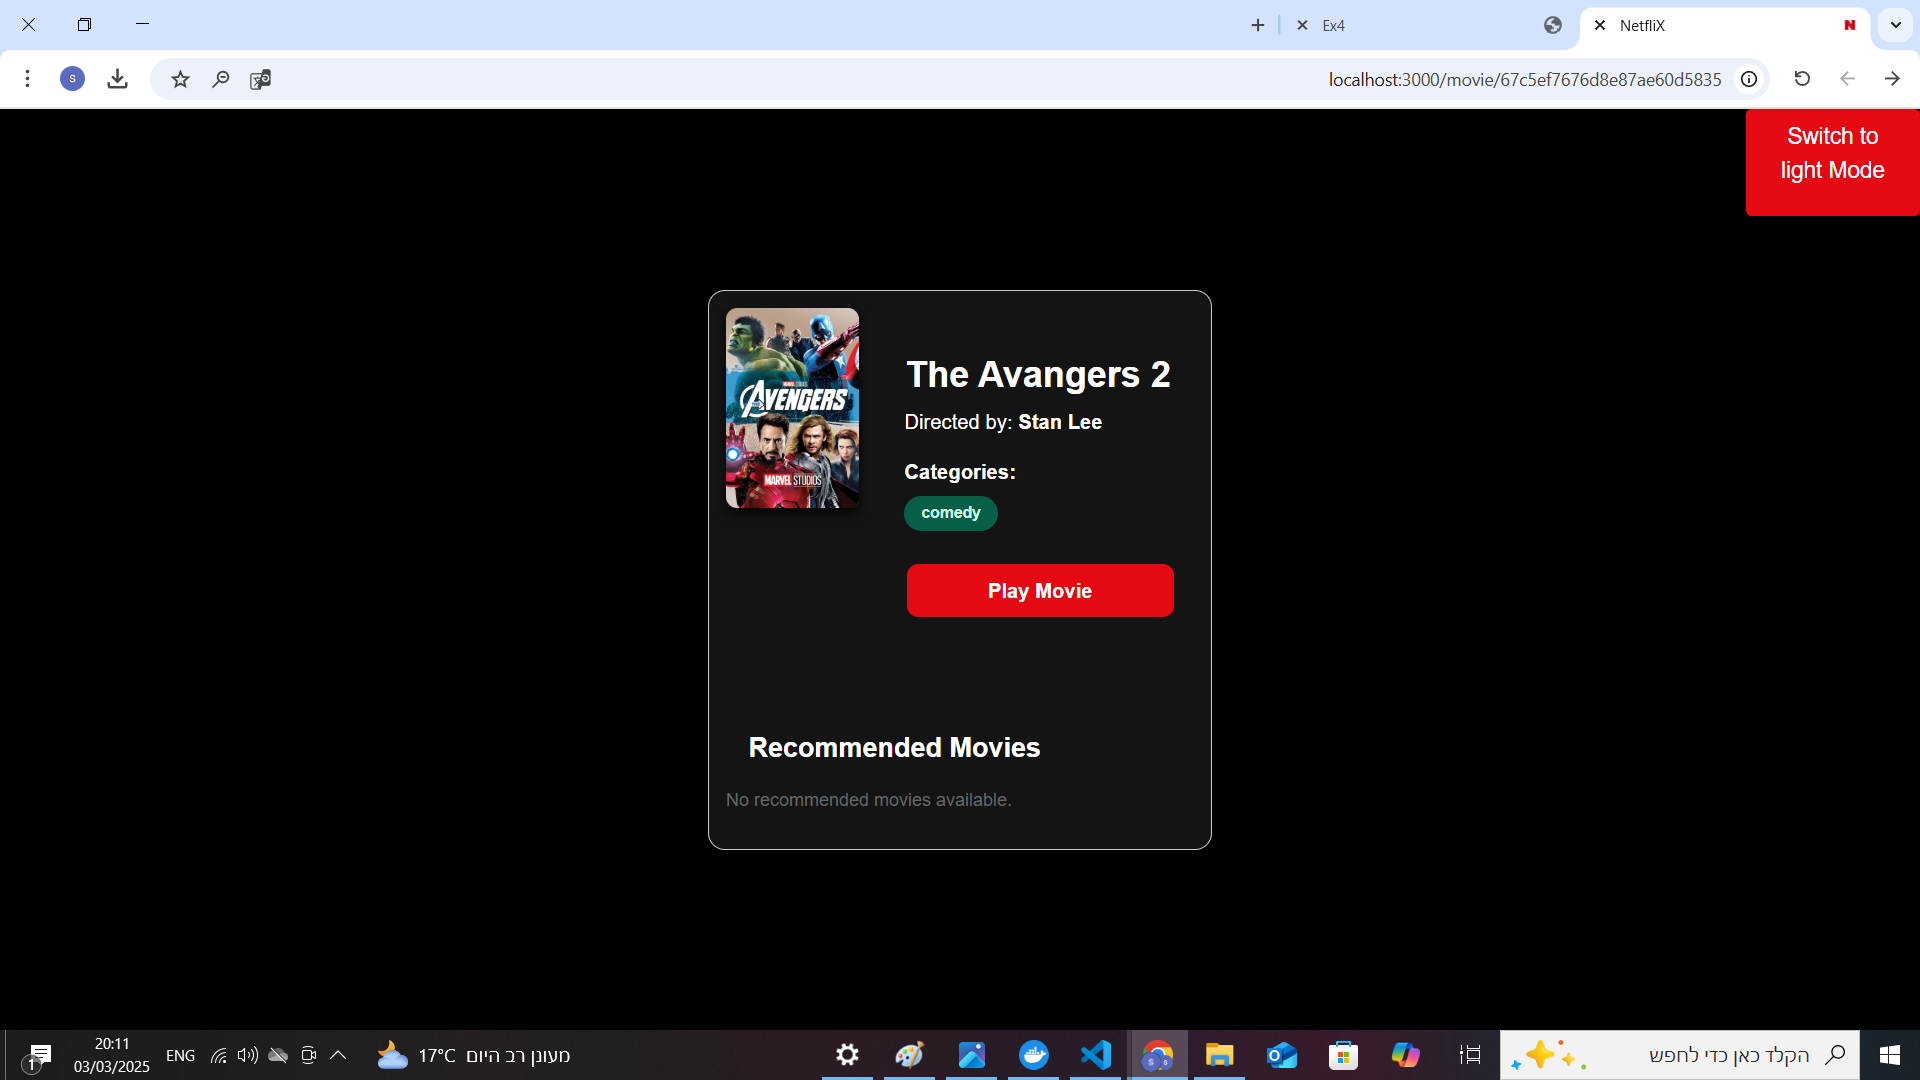 Ex4
NetfliX
N
S
localhost:3000/movie/67c5ef7676d8e87ae60d5835
Switch to
light Mode
MARVEL STUDIOS
AVENGERS
MARVEL STUDIOS
The Avangers 2
Directed by: Stan Lee
Categories:
comedy
Play Movie
Recommended Movies
No recommended movies available.
1
20:11
03/03/2025
ENG
17°C מעונן רב היום
הקלד כאן כדי לחפש